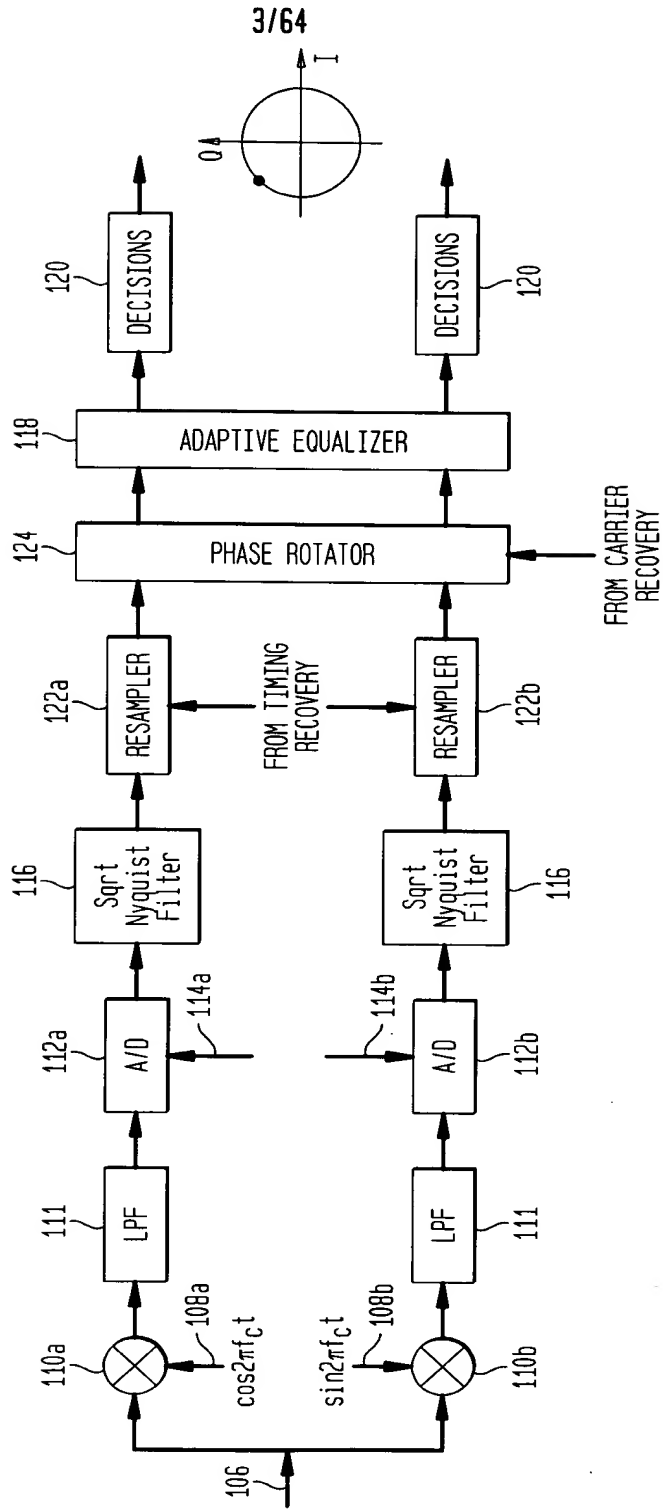 3/64
106
110a
cos2πf_ct
108a
111
LPF
112a
A/D
114a
116
Sqrt
Nyquist
Filter
122a
RESAMPLER
124
PHASE ROTATOR
118
ADAPTIVE EQUALIZER
120
DECISIONS
Q
I
FROM TIMING
RECOVERY
sin2πf_ct
108b
110b
LPF
111
114b
A/D
112b
Sqrt
Nyquist
Filter
116
RESAMPLER
122b
FROM CARRIER
RECOVERY
DECISIONS
120